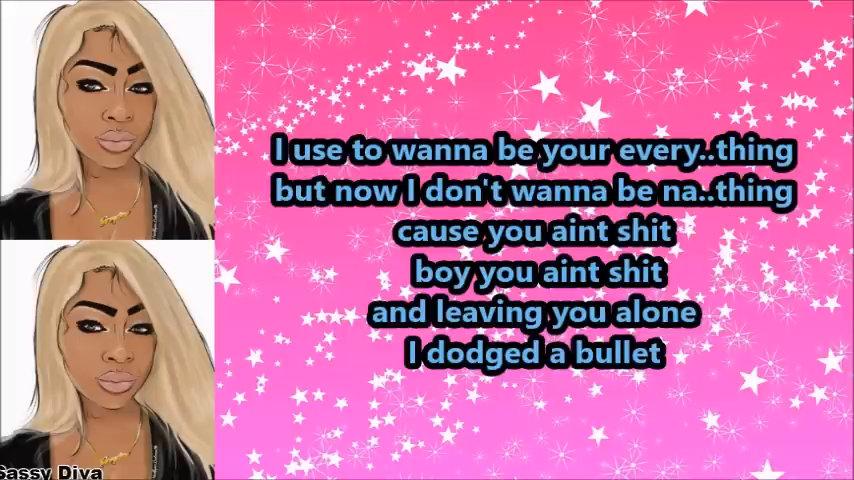 I use to wanna be your every..thing
but now I don't wanna be na..thing
cause you aint shit
boy you aint shit
and leaving you alone
I dodged a bullet
Sassy Diva